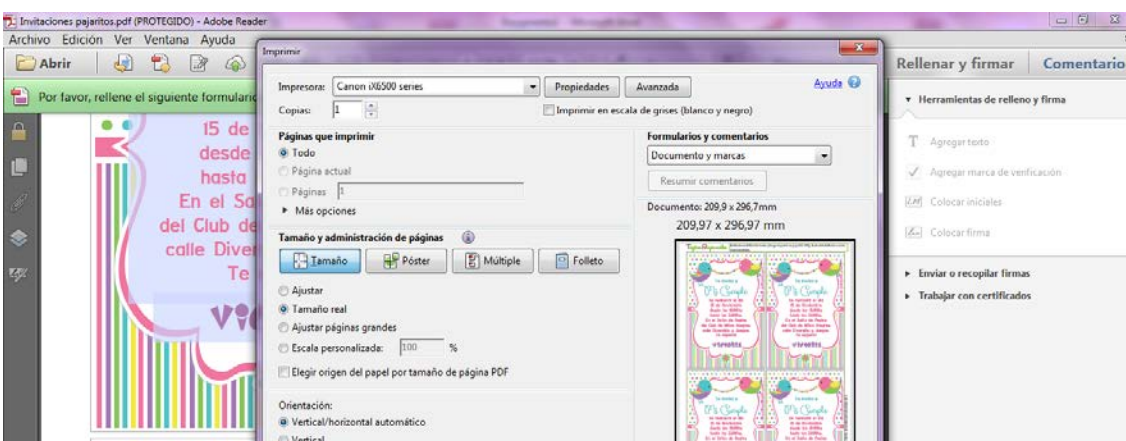 Invitaciones pajaritos.pdf (PROTEGIDO) - Adobe Reader
Archivo Edición Ver Ventana Ayuda
Abrir
Rellenar y firmar Comentario
Por favor, rellene el siguiente formulario
15 de
desde
hasta
En el Sa
del Club de
calle Diver
Te
Imprimir
Impresora: Canon iX6500 series Propiedades Avanzada Ayuda
Copias: 1 Imprimir en escala de grises (blanco y negro)
Páginas que imprimir
Todo
Página actual
Páginas 1
Más opciones
Tamaño y administración de páginas
Tamaño Póster Múltiple Folleto
Ajustar
Tamaño real
Ajustar páginas grandes
Escala personalizada: 100 %
Elegir origen del papel por tamaño de página PDF
Orientación:
Vertical/horizontal automático
Vertical
Formularios y comentarios
Documento y marcas
Resumir comentarios
Documento: 209,9 x 296,7mm
209,97 x 296,97 mm
Herramientas de relleno y firma
Agregar texto
Agregar marca de verificación
Colocar iniciales
Colocar firma
Enviar o recopilar firmas
Trabajar con certificados